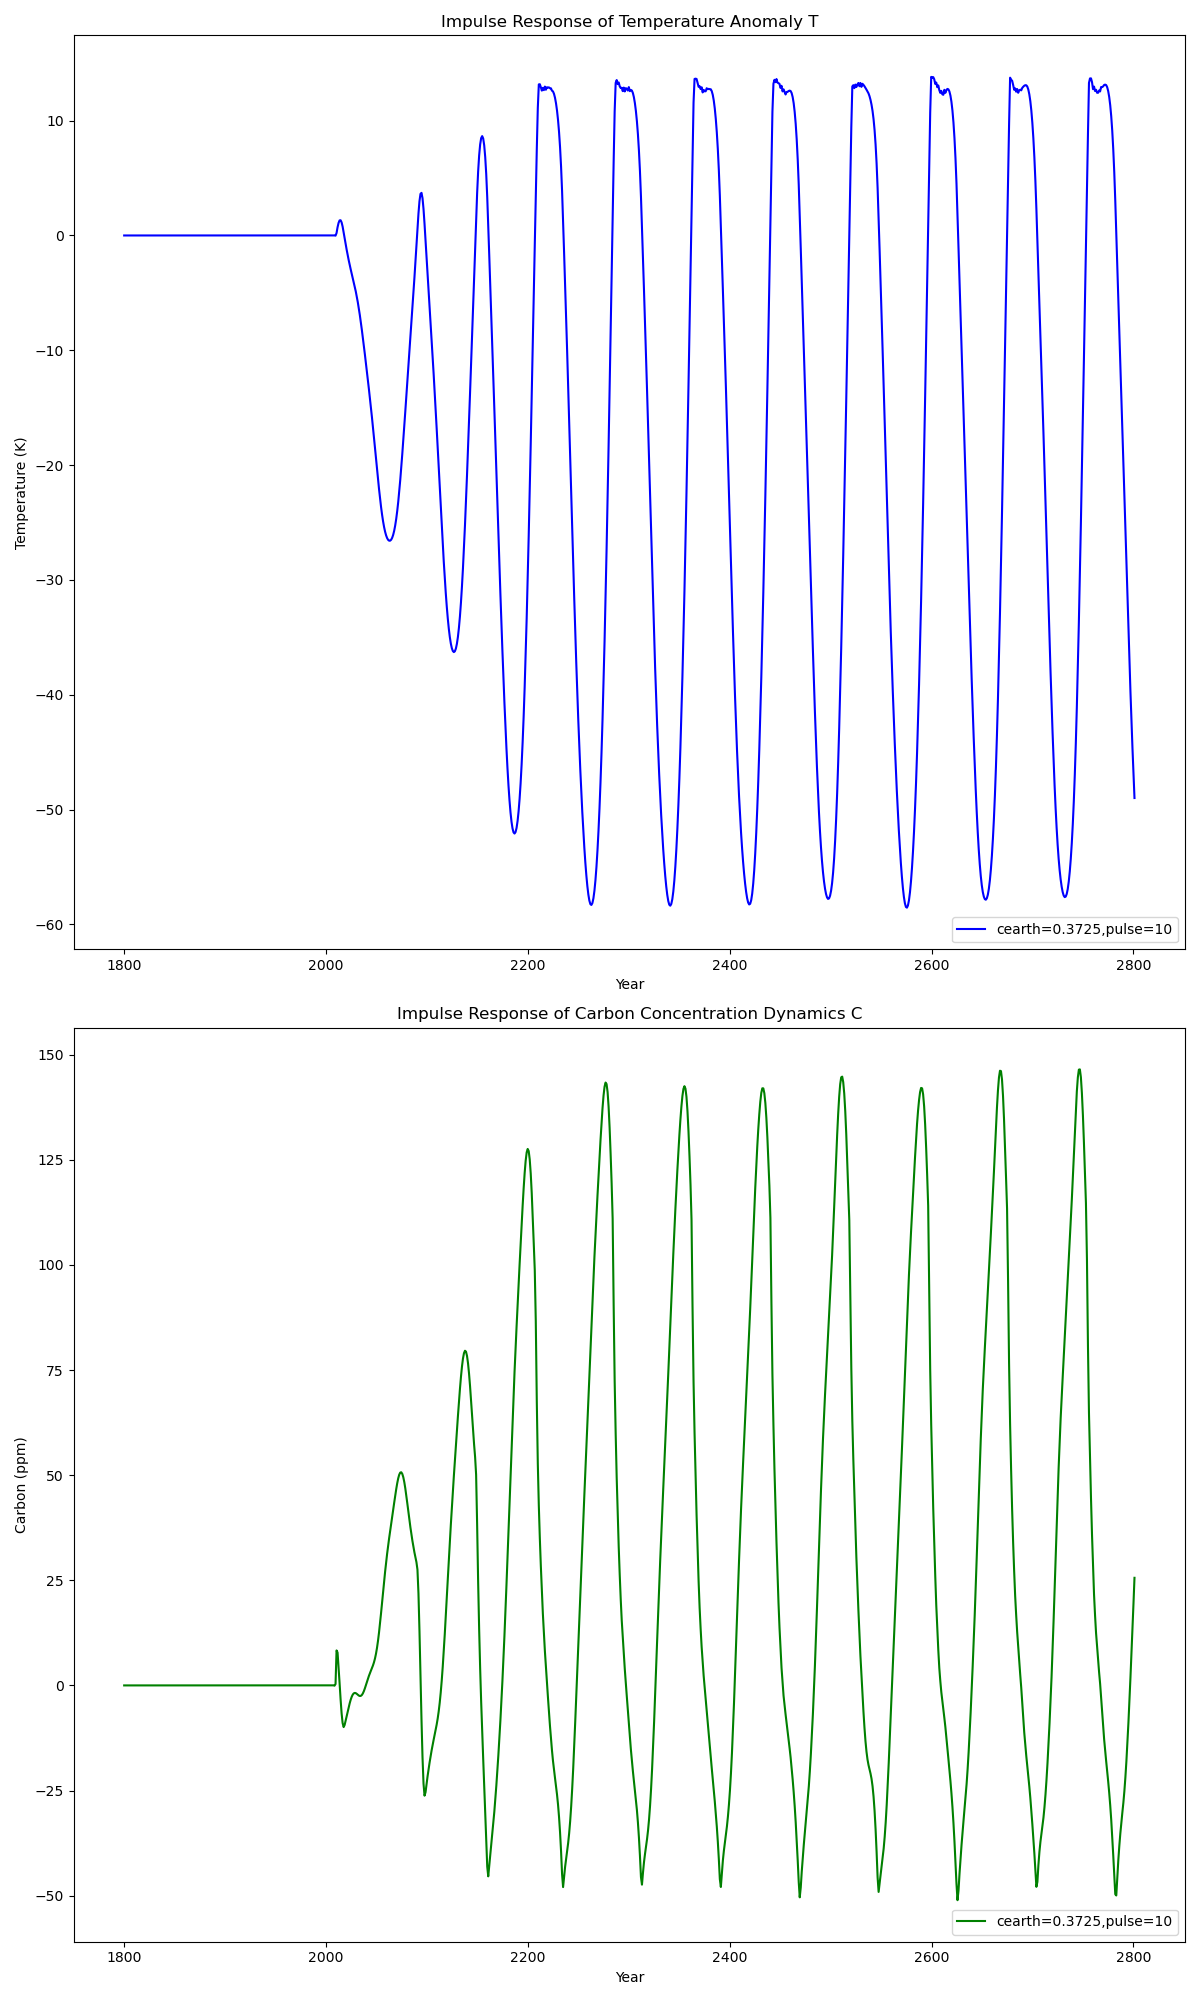 Impulse Response of Temperature Anomaly T
10
0
−10
−20
−30
−40
−50
−60
Temperature (K)
cearth=0.3725,pulse=10
1800 2000 2200 2400 2600 2800
Year
Impulse Response of Carbon Concentration Dynamics C
150
125
100
75
50
25
0
−25
−50
Carbon (ppm)
cearth=0.3725,pulse=10
1800 2000 2200 2400 2600 2800
Year